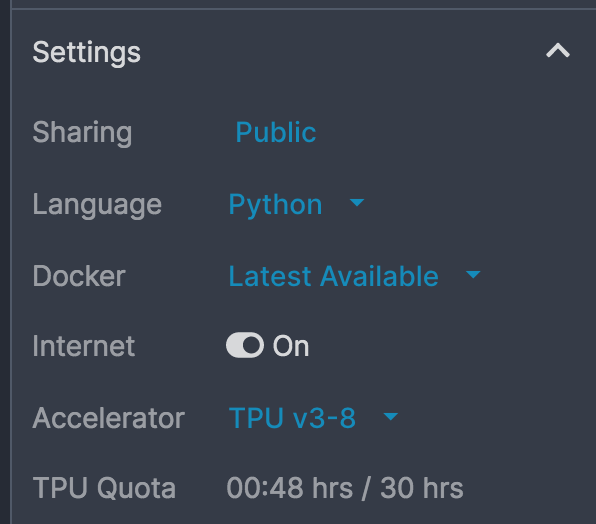 Settings
Sharing Public
Language Python
Docker Latest Available
Internet On
Accelerator TPU v3-8
TPU Quota 00:48 hrs / 30 hrs